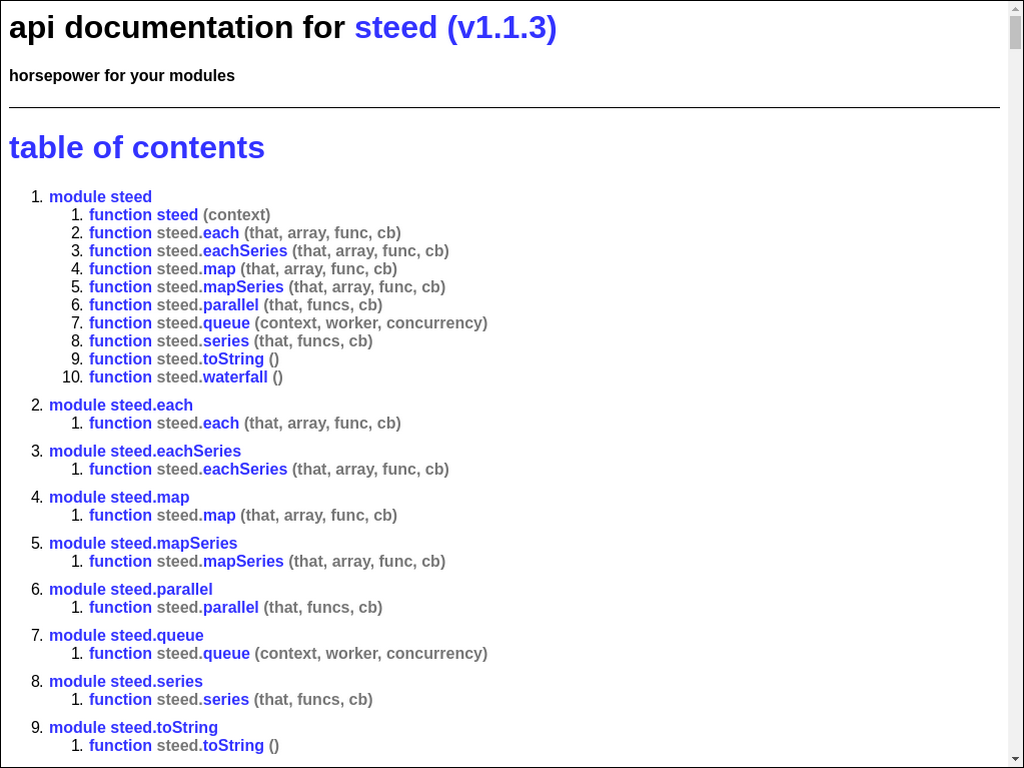 api documentation for steed (v1.1.3)
horsepower for your modules
table of contents
1. module steed
1. function steed (context)
2. function steed.each (that, array, func, cb)
3. function steed.eachSeries (that, array, func, cb)
4. function steed.map (that, array, func, cb)
5. function steed.mapSeries (that, array, func, cb)
6. function steed.parallel (that, funcs, cb)
7. function steed.queue (context, worker, concurrency)
8. function steed.series (that, funcs, cb)
9. function steed.toString ()
10. function steed.waterfall ()
2. module steed.each
1. function steed.each (that, array, func, cb)
3. module steed.eachSeries
1. function steed.eachSeries (that, array, func, cb)
4. module steed.map
1. function steed.map (that, array, func, cb)
5. module steed.mapSeries
1. function steed.mapSeries (that, array, func, cb)
6. module steed.parallel
1. function steed.parallel (that, funcs, cb)
7. module steed.queue
1. function steed.queue (context, worker, concurrency)
8. module steed.series
1. function steed.series (that, funcs, cb)
9. module steed.toString
1. function steed.toString ()